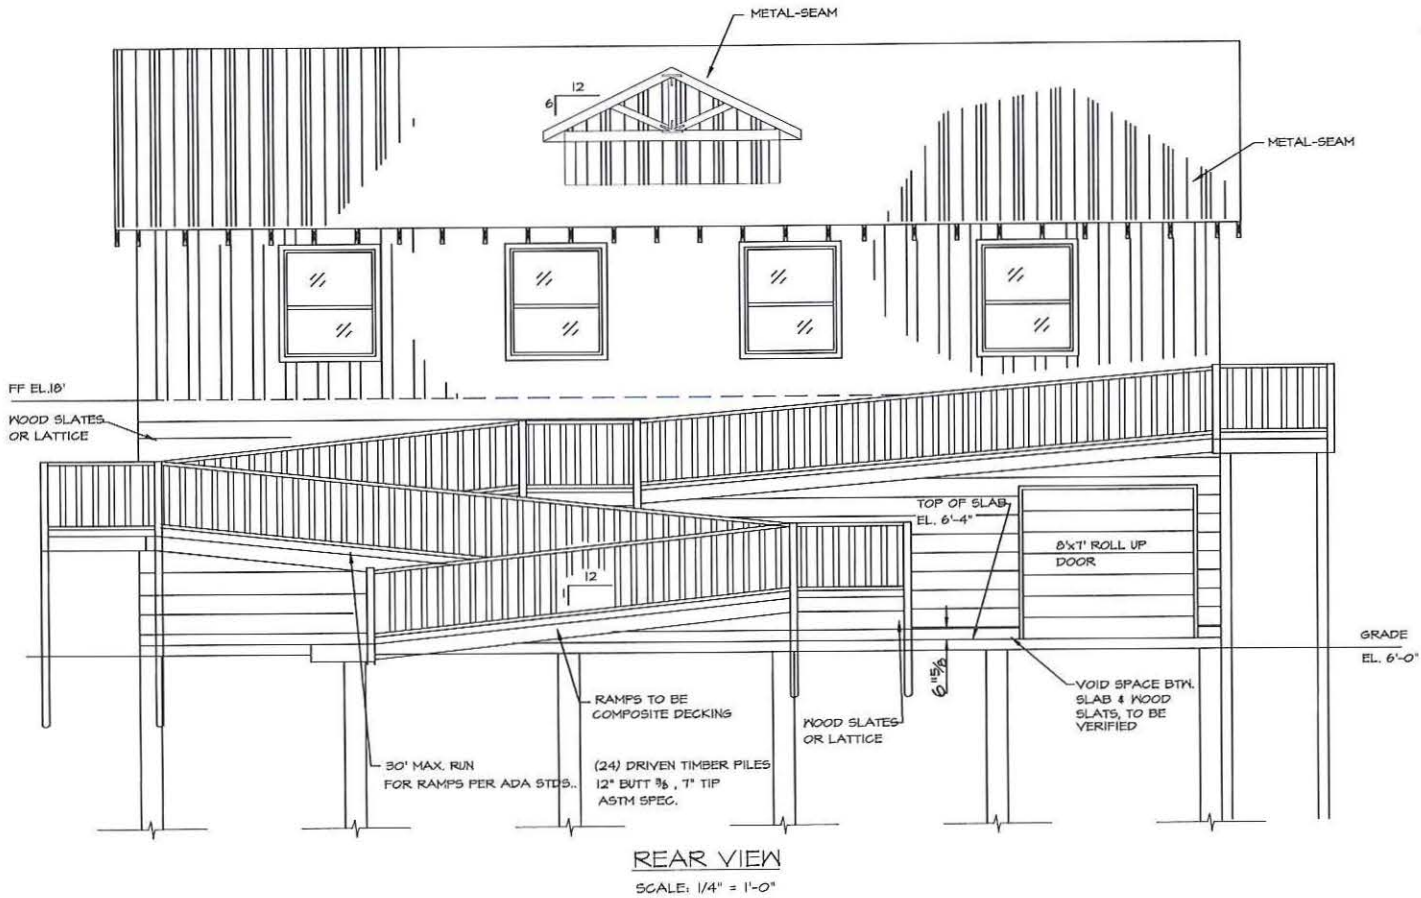 METAL-SEAM
12
6
METAL-SEAM
FF EL.18'
WOOD SLATES
OR LATTICE
TOP OF SLAB
EL. 6'-4"
8'x7' ROLL UP
DOOR
12
1
GRADE
EL. 6'-0"
6"5/8
VOID SPACE BTW.
SLAB & WOOD
SLATS, TO BE
VERIFIED
RAMPS TO BE
COMPOSITE DECKING
WOOD SLATES
OR LATTICE
30' MAX. RUN
FOR RAMPS PER ADA STDS..
(24) DRIVEN TIMBER PILES
12" BUTT , 7" TIP
ASTM SPEC.
REAR VIEW
SCALE: 1/4" = 1'-0"